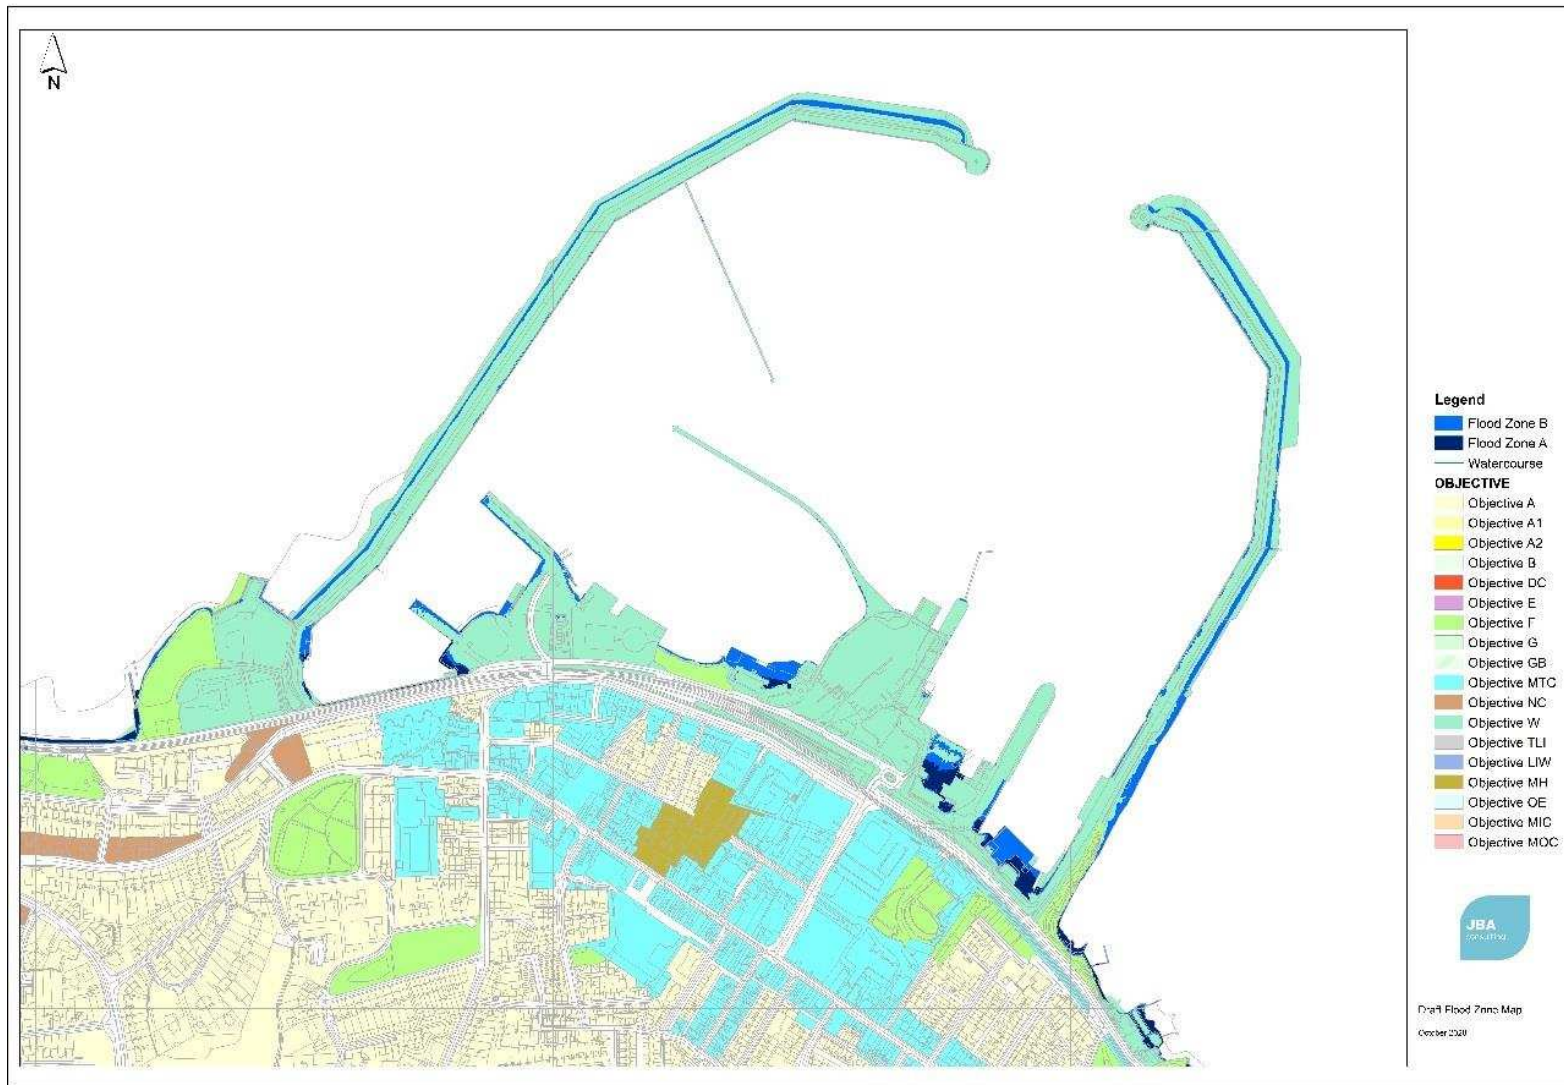 N
Legend
Flood Zone B
Flood Zone A
Watercourse
OBJECTIVE
Objective A
Objective A1
Objective A2
Objective B
Objective DC
Objective E
Objective F
Objective G
Objective GB
Objective MTC
Objective NC
Objective W
Objective TLI
Objective LIW
Objective MH
Objective OE
Objective MIC
Objective MOC
JBA
consulting
Draft Flood Zone Map
October 2020